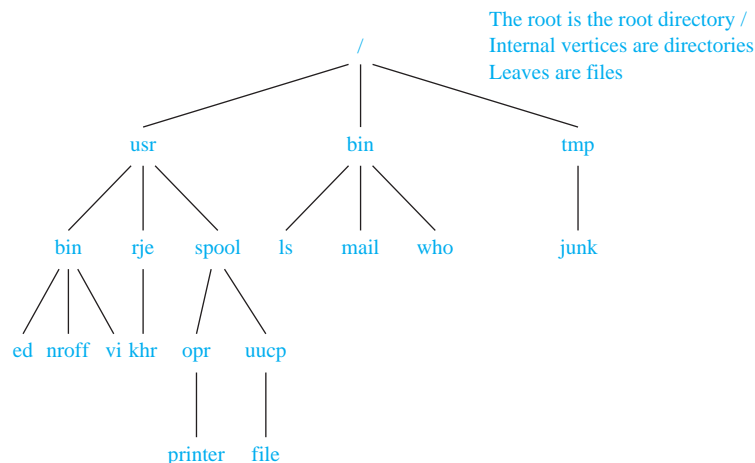 The root is the root directory /
Internal vertices are directories
Leaves are files
/
usr bin tmp
bin rje spool ls mail who junk
ed nroff vi khr opr uucp
printer file